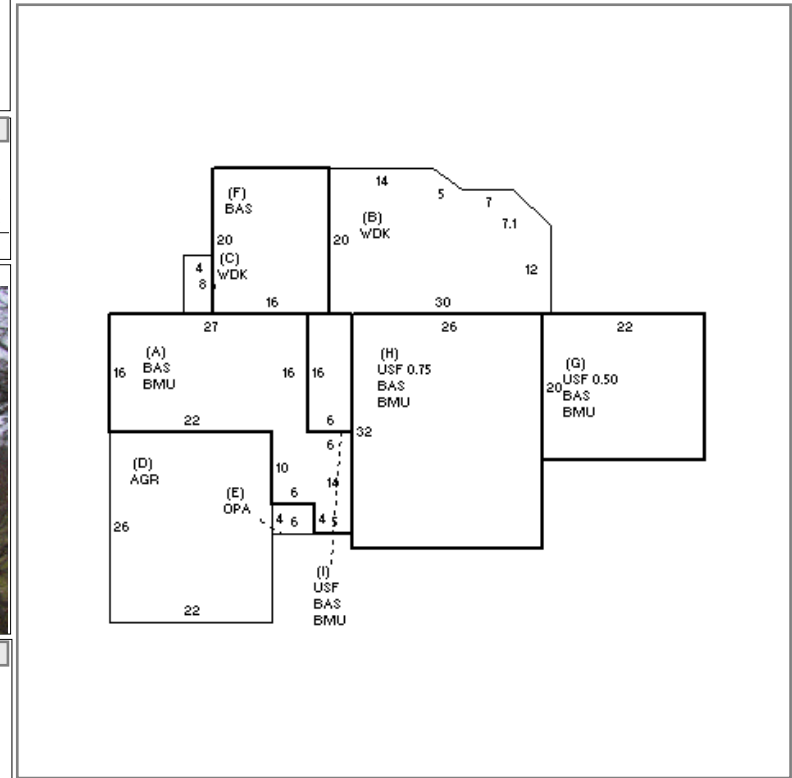 14
5
7
7.1
12
(F)
BAS
20
20
(B)
WDK
(C)
WDK
4
8
16
30
27
26
22
(A)
BAS
BMU
16
16
16
(H)
USF 0.75
BAS
BMU
(G)
USF 0.50
BAS
BMU
20
22
6
6
32
(D)
AGR
10
14
6
(E)
OPA
4
6
4
5
26
22
(I)
USF
BAS
BMU